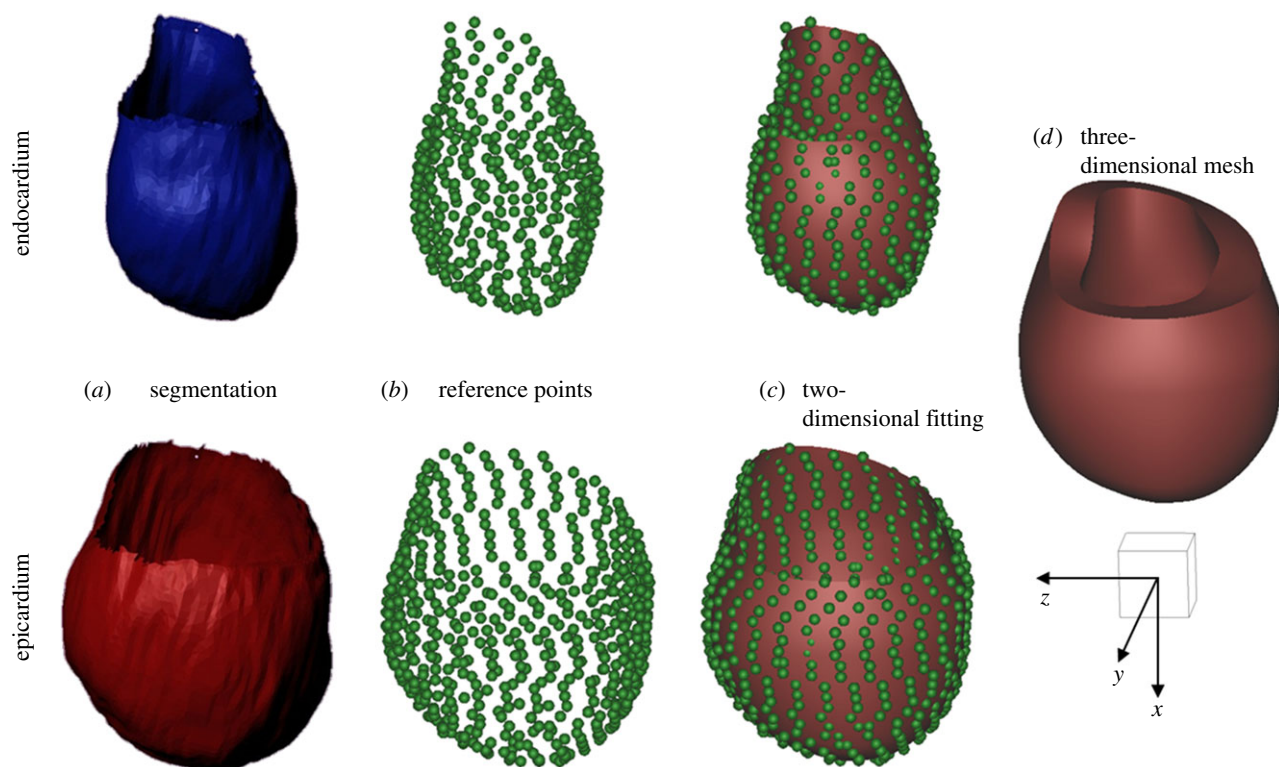 endocardium
(d) three-
dimensional mesh
(a) segmentation
(b) reference points
(c) two-
dimensional fitting
epicardium
z
y
x